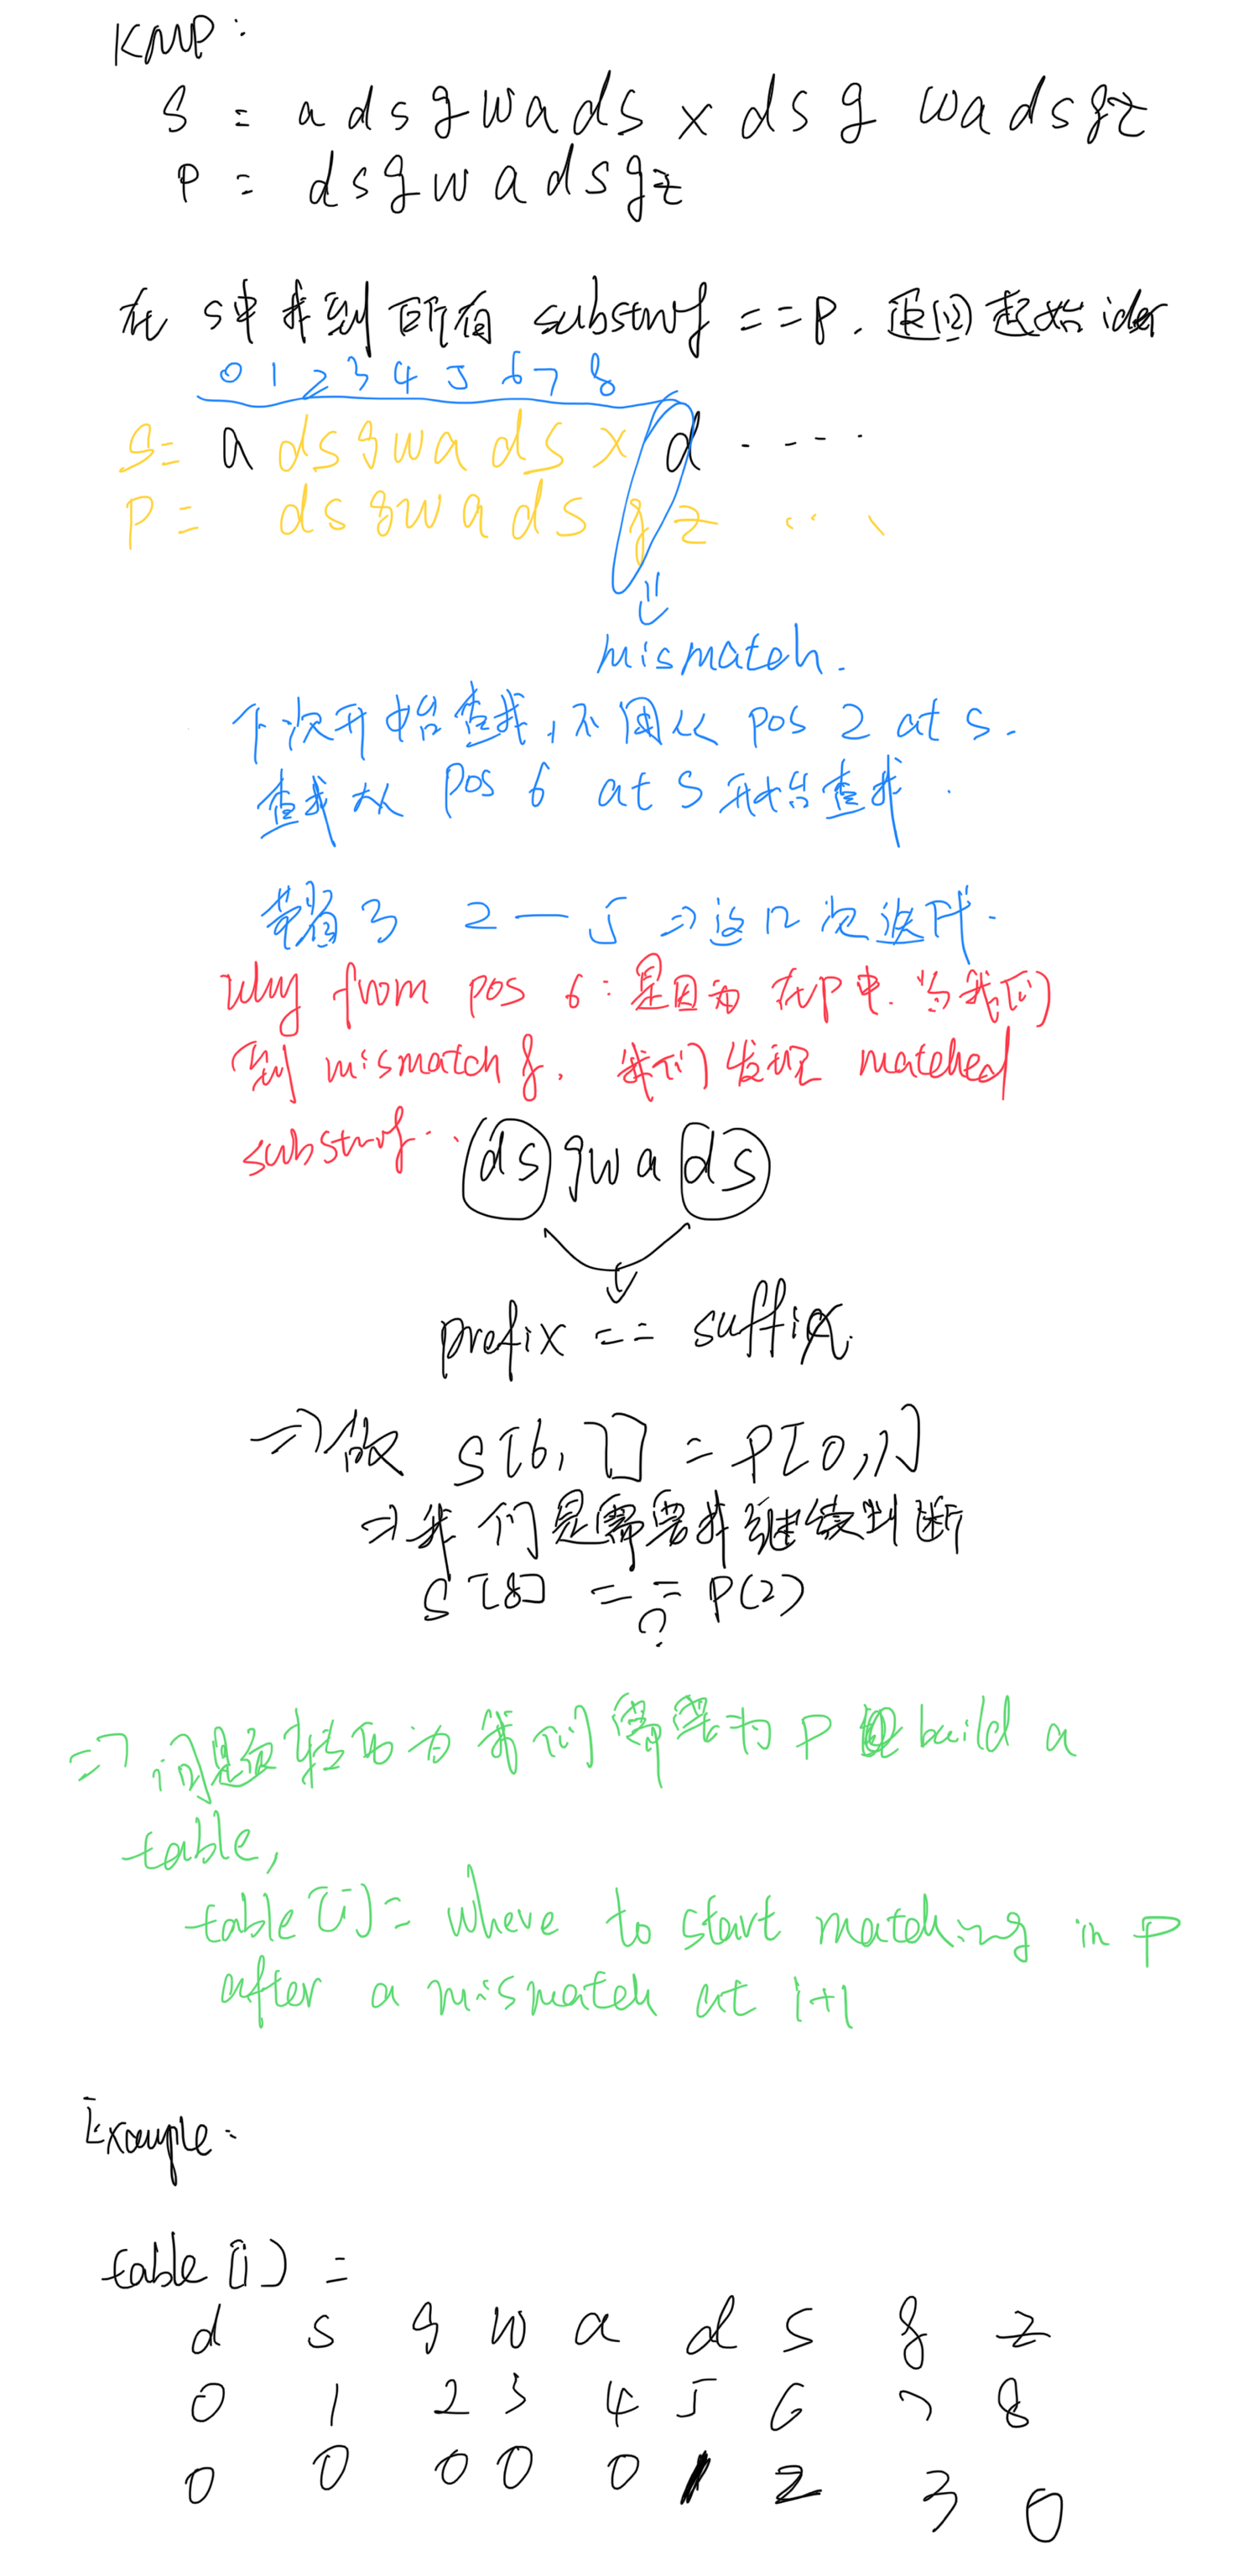 KMP:
S = a d s g w a d s x d s g w a d s g z
P = d s g w a d s g z
在 S中 找到 所有 substring == P. 返回 起始 idex
0 1 2 3 4 5 6 7 8
S= a d s g w a d s x d ----
P= d s g w a d s g z ...
mismatch.
下次开始查找,不用从 pos 2 at s.
查找从 pos 6 at S 开始查找.
节省了 2 — 5 => 这几次迭代.
why from pos 6: 是因为 在P中. 当我们
到 mismatch g. 我们发现 matched
substring..
ds g w a ds
prefix == suffix.
=> 故 S[6,7] = P[0,1]
=> 我们是需要继续判断
S[8] == P(2)
?
=> 问题转化为我们需要为 P build a
table,
table[i]= where to start matching in P
after a mismatch at i+1
Example:
table[i] =
d s g w a d s g z
0 1 2 3 4 5 6 7 8
0 0 0 0 0 1 2 3 0